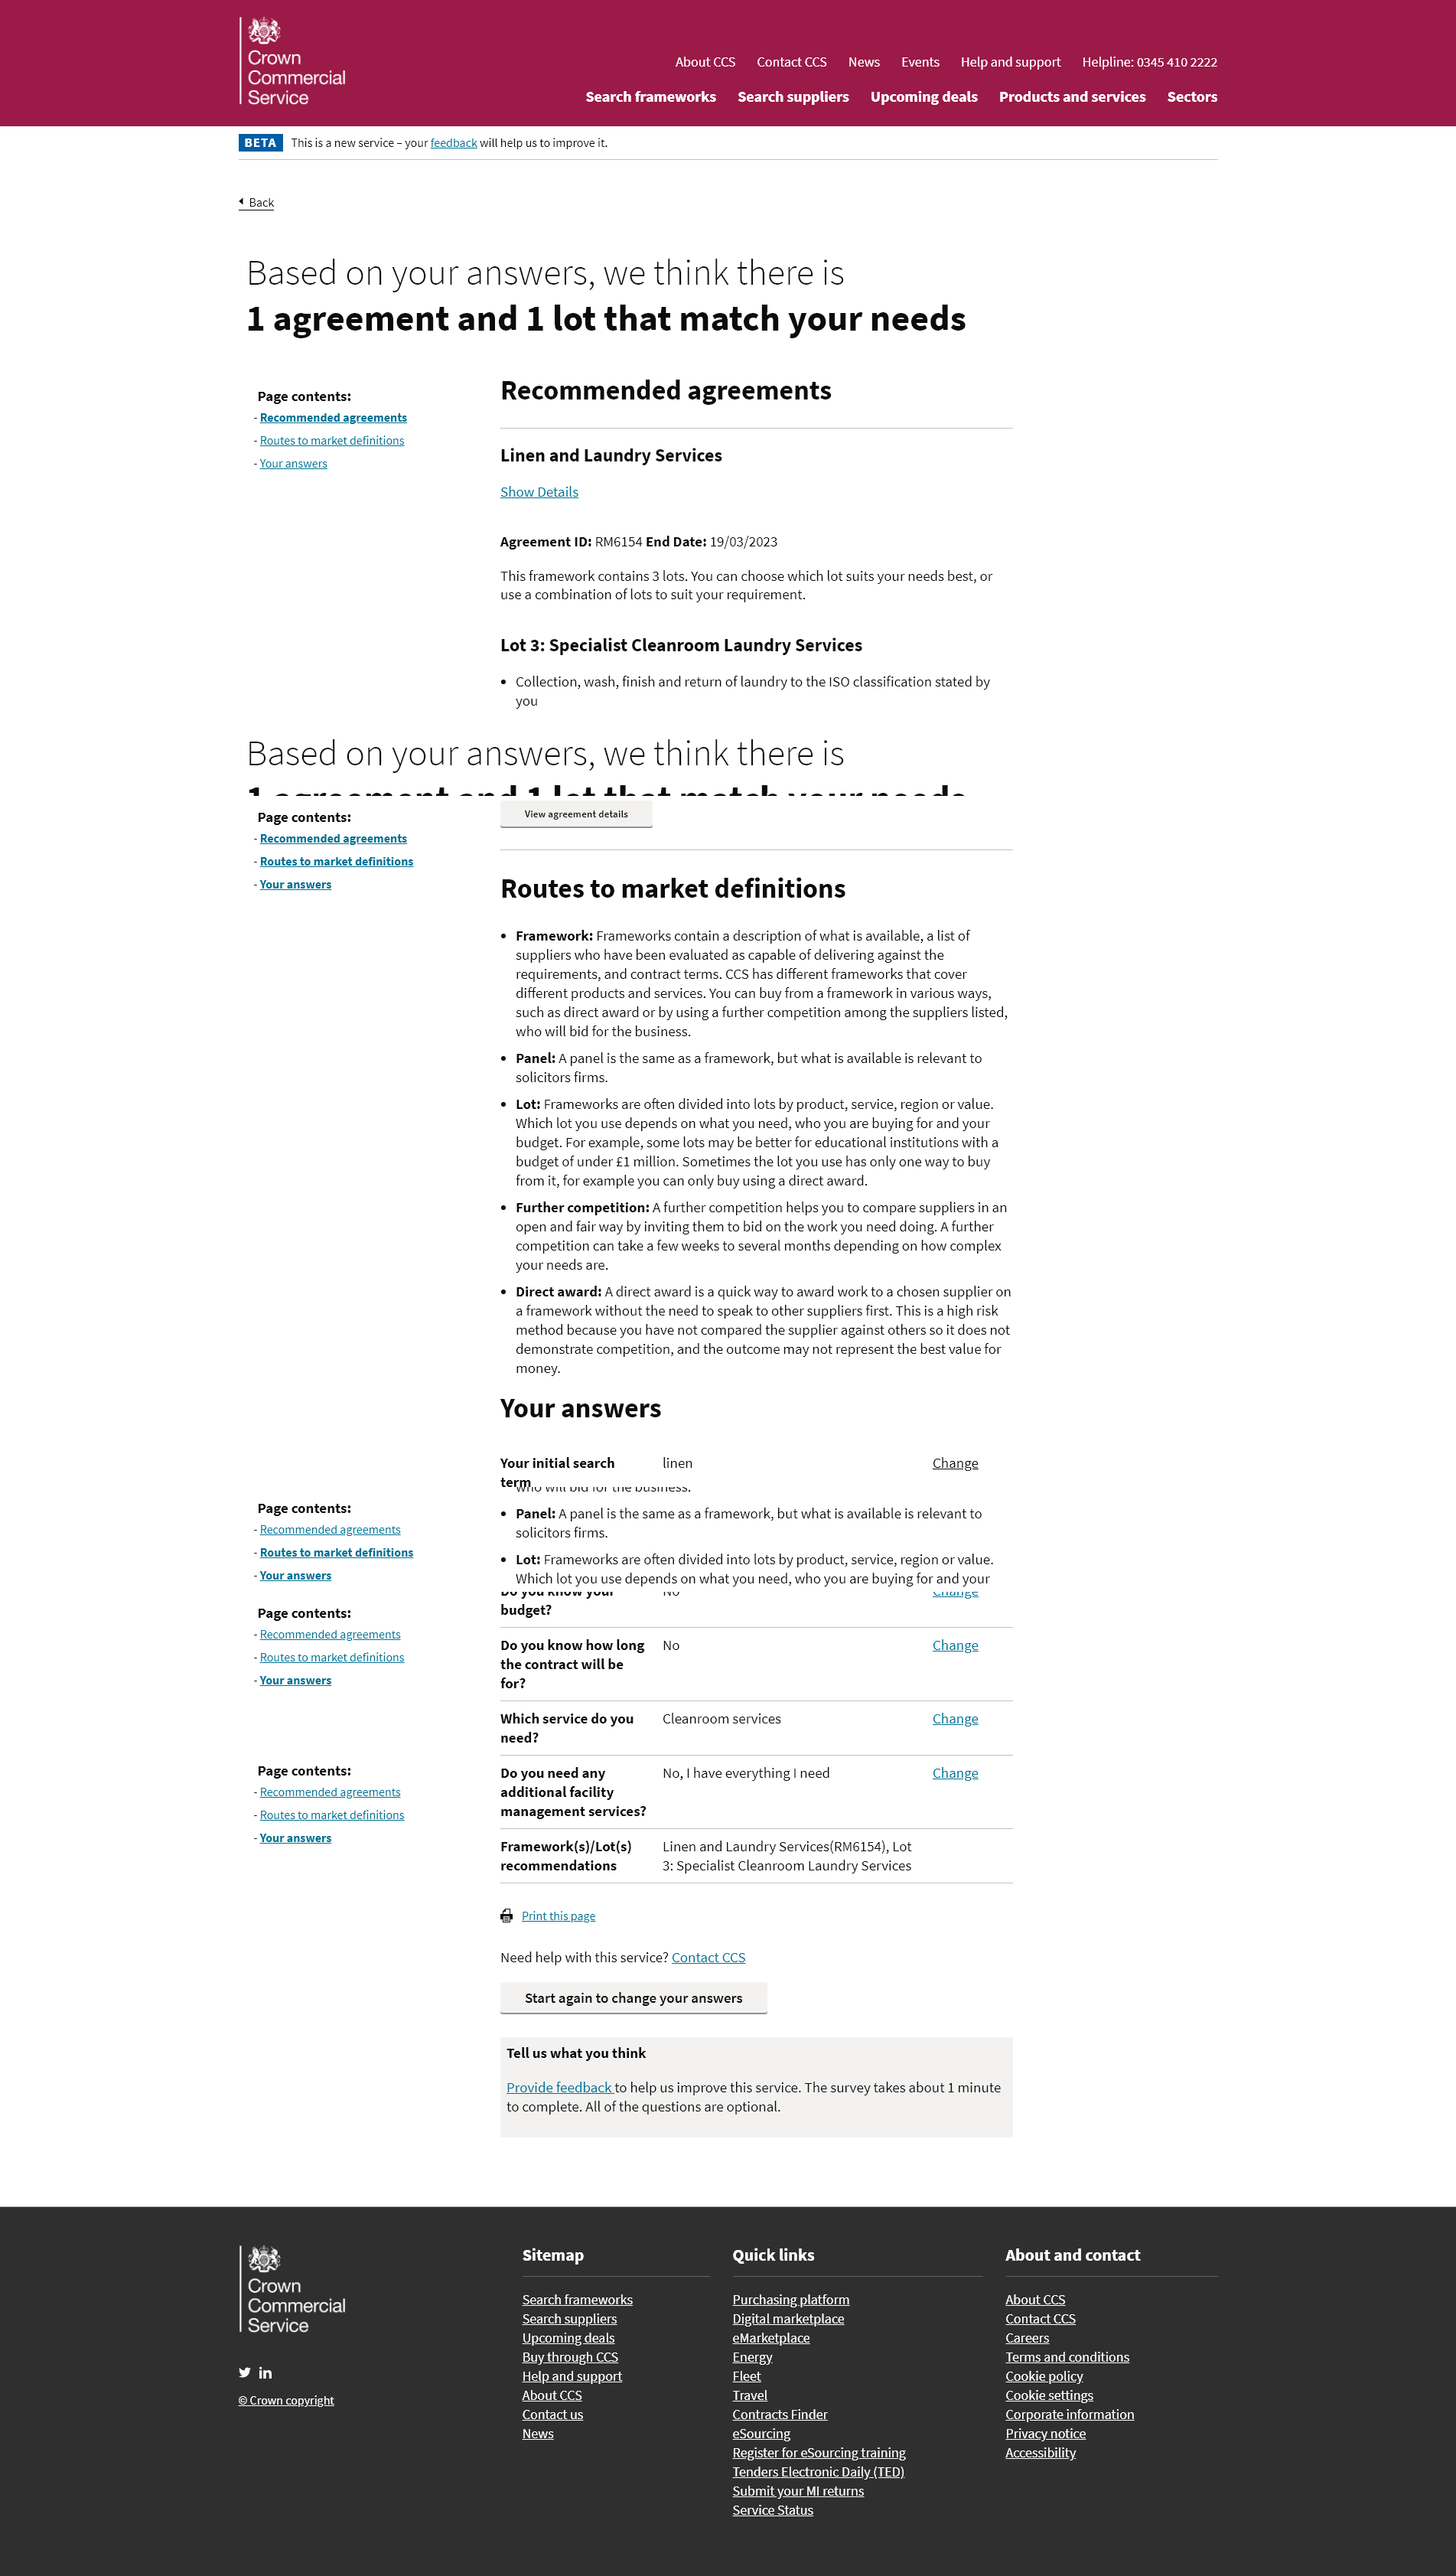 Crown
Commercial
Service
About CCS Contact CCS News Events Help and support Helpline: 0345 410 2222
Search frameworks Search suppliers Upcoming deals Products and services Sectors
BETA This is a new service – your feedback will help us to improve it.
Back
Based on your answers, we think there is
1 agreement and 1 lot that match your needs
Page contents:
- Recommended agreements
- Routes to market definitions
- Your answers
Recommended agreements
Linen and Laundry Services
Show Details
Agreement ID: RM6154 End Date: 19/03/2023
This framework contains 3 lots. You can choose which lot suits your needs best, or
use a combination of lots to suit your requirement.
Lot 3: Specialist Cleanroom Laundry Services
• Collection, wash, finish and return of laundry to the ISO classification stated by
you
Based on your answers, we think there is
1 agreement and 1 lot that match your needs
Page contents:
- Recommended agreements
- Routes to market definitions
- Your answers
View agreement details
Routes to market definitions
• Framework: Frameworks contain a description of what is available, a list of
suppliers who have been evaluated as capable of delivering against the
requirements, and contract terms. CCS has different frameworks that cover
different products and services. You can buy from a framework in various ways,
such as direct award or by using a further competition among the suppliers listed,
who will bid for the business.
• Panel: A panel is the same as a framework, but what is available is relevant to
solicitors firms.
• Lot: Frameworks are often divided into lots by product, service, region or value.
Which lot you use depends on what you need, who you are buying for and your
budget. For example, some lots may be better for educational institutions with a
budget of under £1 million. Sometimes the lot you use has only one way to buy
from it, for example you can only buy using a direct award.
• Further competition: A further competition helps you to compare suppliers in an
open and fair way by inviting them to bid on the work you need doing. A further
competition can take a few weeks to several months depending on how complex
your needs are.
• Direct award: A direct award is a quick way to award work to a chosen supplier on
a framework without the need to speak to other suppliers first. This is a high risk
method because you have not compared the supplier against others so it does not
demonstrate competition, and the outcome may not represent the best value for
money.
Your answers
Your initial search linen Change
term
who will bid for the business.
Page contents:
- Recommended agreements
- Routes to market definitions
- Your answers
• Panel: A panel is the same as a framework, but what is available is relevant to
solicitors firms.
• Lot: Frameworks are often divided into lots by product, service, region or value.
Which lot you use depends on what you need, who you are buying for and your
Do you know your No Change
budget?
Page contents:
- Recommended agreements
- Routes to market definitions
- Your answers
Do you know how long No Change
the contract will be
for?
Which service do you Cleanroom services Change
need?
Page contents:
- Recommended agreements
- Routes to market definitions
- Your answers
Do you need any No, I have everything I need Change
additional facility
management services?
Framework(s)/Lot(s) Linen and Laundry Services(RM6154), Lot
recommendations 3: Specialist Cleanroom Laundry Services
Print this page
Need help with this service? Contact CCS
Start again to change your answers
Tell us what you think
Provide feedback to help us improve this service. The survey takes about 1 minute
to complete. All of the questions are optional.
Crown
Commercial
Service
© Crown copyright
Sitemap
Search frameworks
Search suppliers
Upcoming deals
Buy through CCS
Help and support
About CCS
Contact us
News
Quick links
Purchasing platform
Digital marketplace
eMarketplace
Energy
Fleet
Travel
Contracts Finder
eSourcing
Register for eSourcing training
Tenders Electronic Daily (TED)
Submit your MI returns
Service Status
About and contact
About CCS
Contact CCS
Careers
Terms and conditions
Cookie policy
Cookie settings
Corporate information
Privacy notice
Accessibility